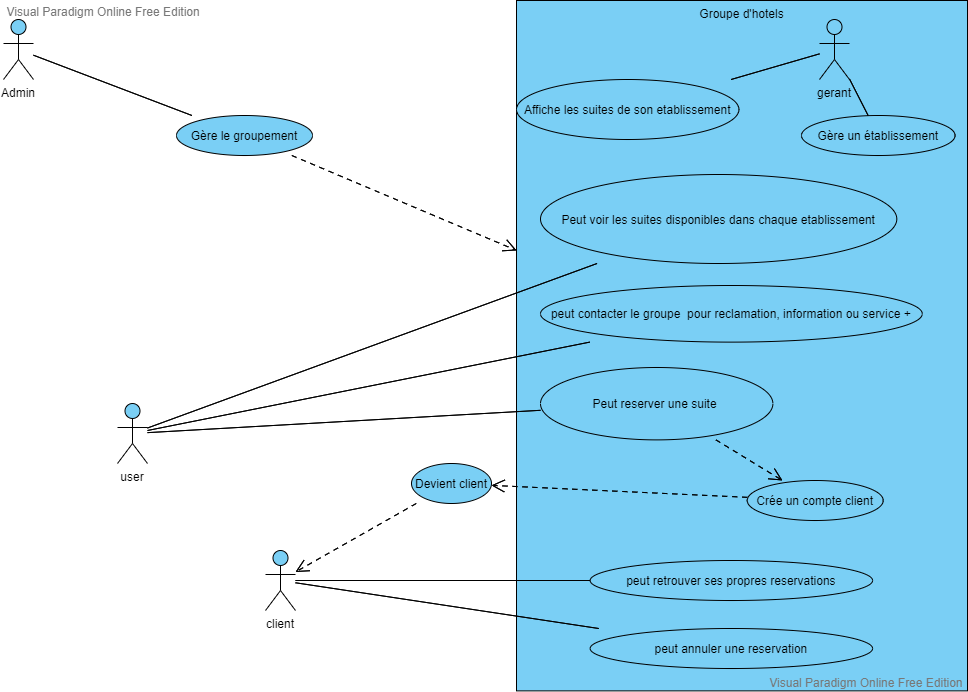 Visual Paradigm Online Free Edition
Groupe d'hotels
Admin
gerant
Affiche les suites de son etablissement
Gère le groupement
Gère un établissement
Peut voir les suites disponibles dans chaque etablissement
peut contacter le groupe  pour reclamation, information ou service +
Peut reserver une suite
user
Devient client
Crée un compte client
peut retrouver ses propres reservations
client
peut annuler une reservation
Visual Paradigm Online Free Edition